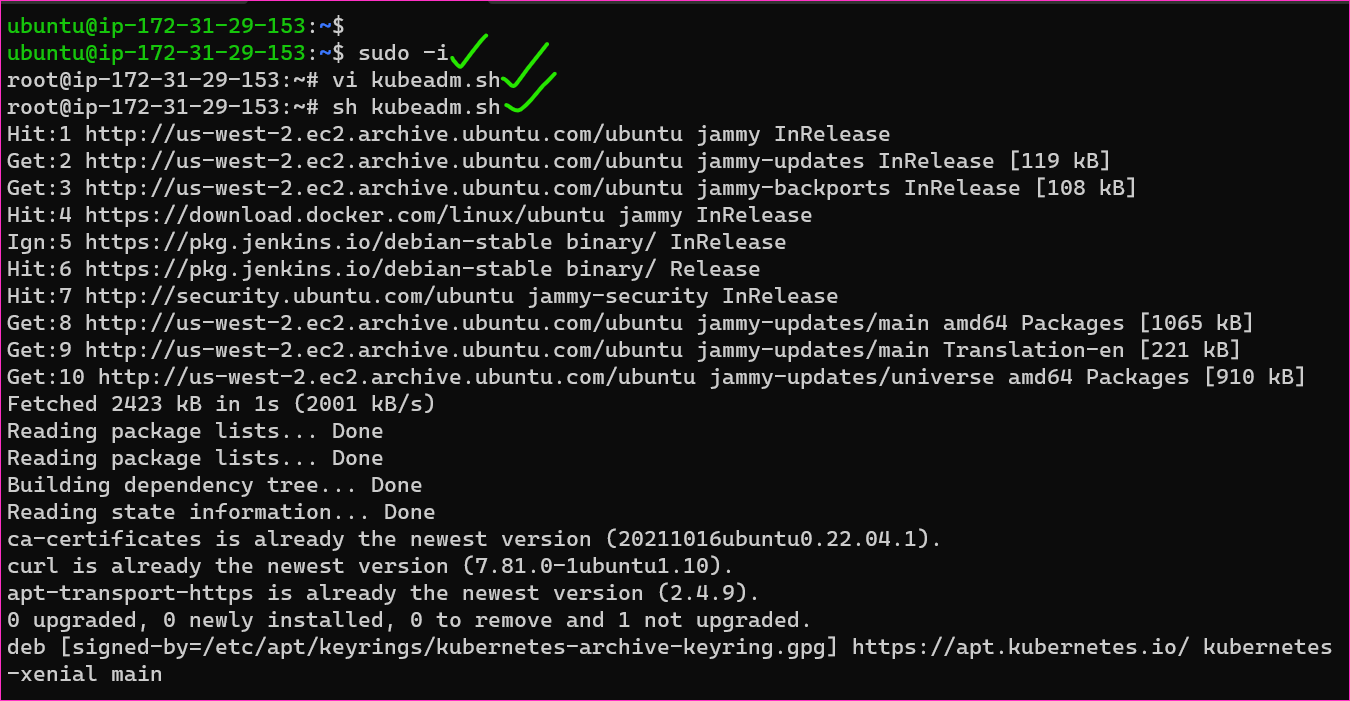 ubuntu@ip-172-31-29-153:~$
ubuntu@ip-172-31-29-153:~$ sudo -i
root@ip-172-31-29-153:~# vi kubeadm.sh
root@ip-172-31-29-153:~# sh kubeadm.sh
Hit:1 http://us-west-2.ec2.archive.ubuntu.com/ubuntu jammy InRelease
Get:2 http://us-west-2.ec2.archive.ubuntu.com/ubuntu jammy-updates InRelease [119 kB]
Get:3 http://us-west-2.ec2.archive.ubuntu.com/ubuntu jammy-backports InRelease [108 kB]
Hit:4 https://download.docker.com/linux/ubuntu jammy InRelease
Ign:5 https://pkg.jenkins.io/debian-stable binary/ InRelease
Hit:6 https://pkg.jenkins.io/debian-stable binary/ Release
Hit:7 http://security.ubuntu.com/ubuntu jammy-security InRelease
Get:8 http://us-west-2.ec2.archive.ubuntu.com/ubuntu jammy-updates/main amd64 Packages [1065 kB]
Get:9 http://us-west-2.ec2.archive.ubuntu.com/ubuntu jammy-updates/main Translation-en [221 kB]
Get:10 http://us-west-2.ec2.archive.ubuntu.com/ubuntu jammy-updates/universe amd64 Packages [910 kB]
Fetched 2423 kB in 1s (2001 kB/s)
Reading package lists... Done
Reading package lists... Done
Building dependency tree... Done
Reading state information... Done
ca-certificates is already the newest version (20211016ubuntu0.22.04.1).
curl is already the newest version (7.81.0-1ubuntu1.10).
apt-transport-https is already the newest version (2.4.9).
0 upgraded, 0 newly installed, 0 to remove and 1 not upgraded.
deb [signed-by=/etc/apt/keyrings/kubernetes-archive-keyring.gpg] https://apt.kubernetes.io/ kubernetes
-xenial main